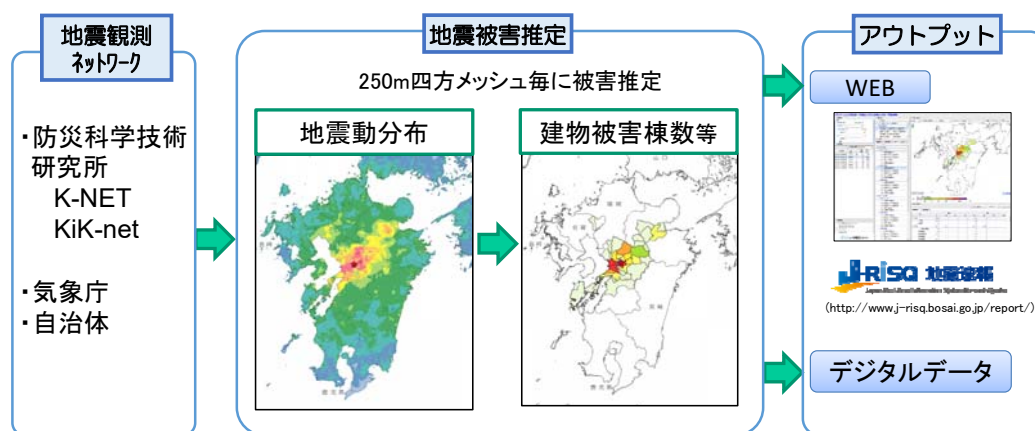 地震観測
ネットワーク
・防災科学技術
研究所
K-NET
KiK-net
・気象庁
・自治体
地震被害推定
250m四方メッシュ毎に被害推定
地震動分布
建物被害棟数等
アウトプット
WEB
J-RISQ 地震速報
(http://www.j-risq.bosai.go.jp/report/)
デジタルデータ